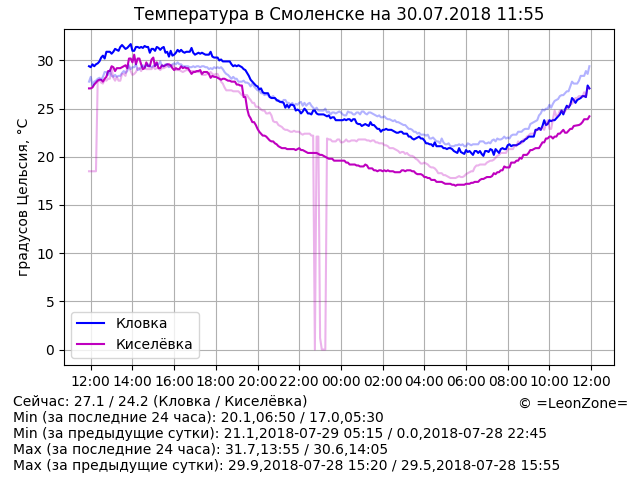 Температура в Смоленске на 30.07.2018 11:55
градусов Цельсия, °C
30
25
20
15
10
5
0
Кловка
Киселёвка
12:00 14:00 16:00 18:00 20:00 22:00 00:00 02:00 04:00 06:00 08:00 10:00 12:00
Сейчас: 27.1 / 24.2 (Кловка / Киселёвка)
© =LeonZone=
Min (за последние 24 часа): 20.1,06:50 / 17.0,05:30
Min (за предыдущие сутки): 21.1,2018-07-29 05:15 / 0.0,2018-07-28 22:45
Max (за последние 24 часа): 31.7,13:55 / 30.6,14:05
Max (за предыдущие сутки): 29.9,2018-07-28 15:20 / 29.5,2018-07-28 15:55